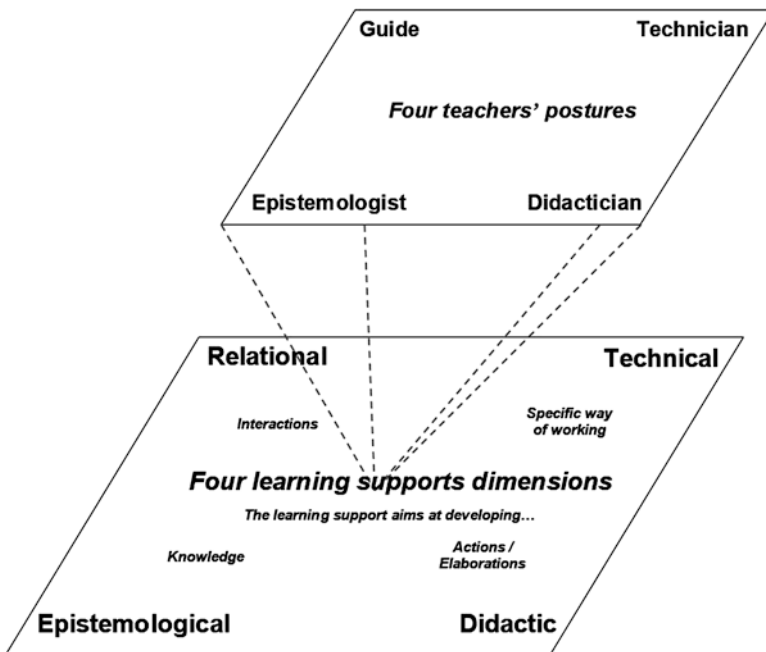 Guide
Technician
Four teachers' postures
Epistemologist
Didactician
Relational
Technical
Interactions
Specific way
of working
Four learning supports dimensions
The learning support aims at developing...
Knowledge
Actions /
Elaborations
Epistemological
Didactic